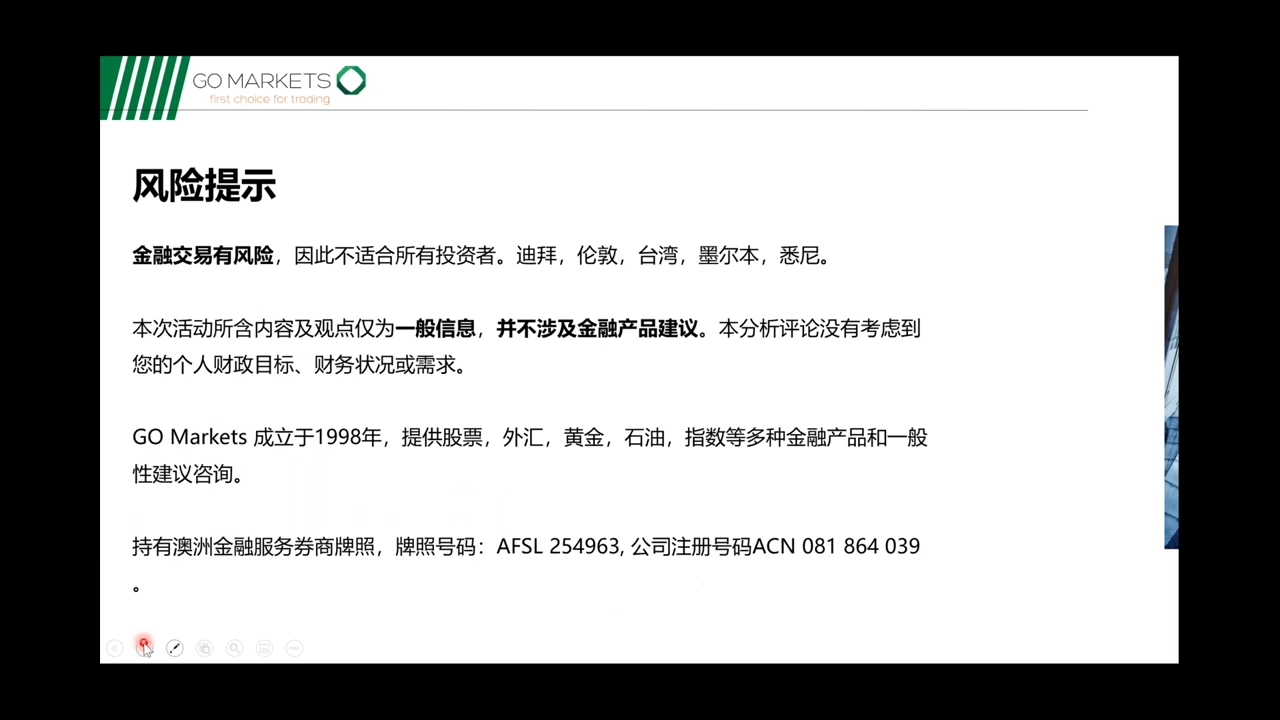 GO MARKETS
first choice for trading
风险提示
金融交易有风险，因此不适合所有投资者。迪拜，伦敦，台湾，墨尔本，悉尼。
本次活动所含内容及观点仅为一般信息，并不涉及金融产品建议。本分析评论没有考虑到
您的个人财政目标、财务状况或需求。
GO Markets 成立于1998年，提供股票，外汇，黄金，石油，指数等多种金融产品和一般
性建议咨询。
持有澳洲金融服务券商牌照，牌照号码：AFSL 254963, 公司注册号码ACN 081 864 039
。